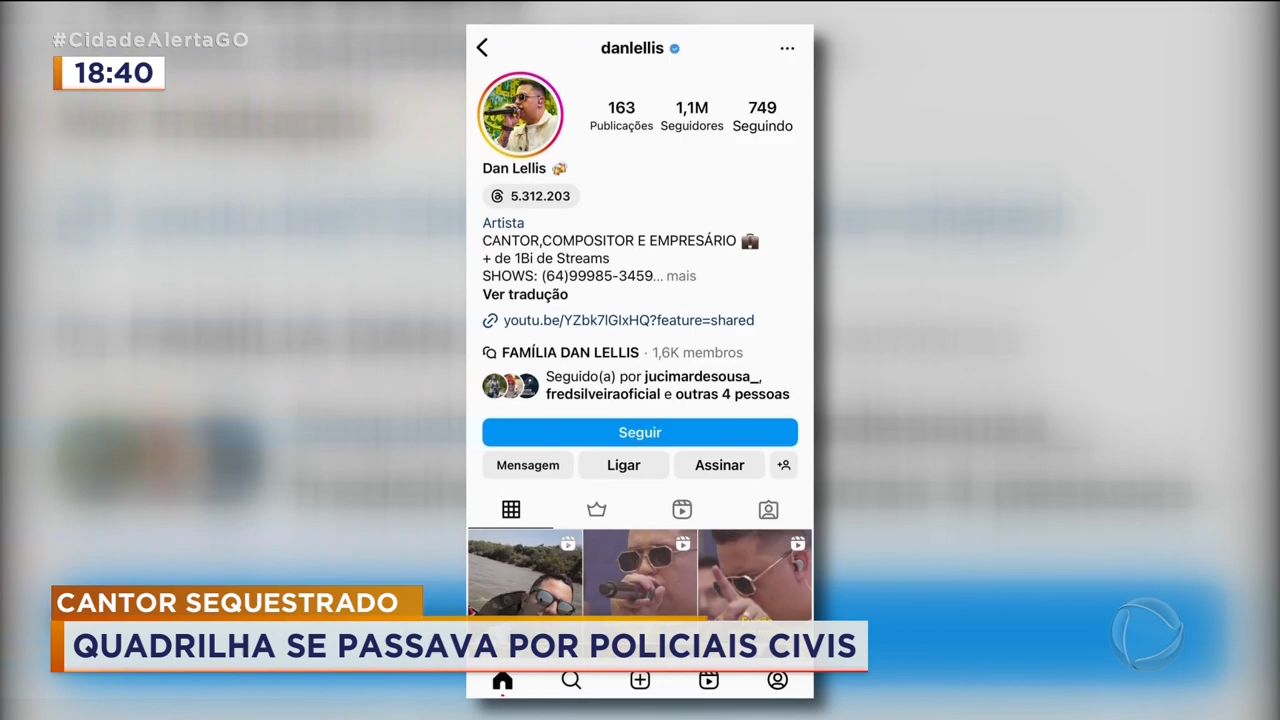 #CidadeAlertaGO
18:40
danlellis
163
1,1M
749
Publicações
Seguidores
Seguindo
Dan Lellis
5.312.203
Artista
CANTOR,COMPOSITOR E EMPRESÁRIO
+ de 1Bi de Streams
SHOWS: (64)99985-3459... mais
Ver tradução
youtu.be/YZbk7lGlxHQ?feature=shared
FAMÍLIA DAN LELLIS · 1,6K membros
Seguido(a) por jucimardesousa_,
fredsilveiraoficial e outras 4 pessoas
Seguir
Mensagem
Ligar
Assinar
CANTOR SEQUESTRADO
QUADRILHA SE PASSAVA POR POLICIAIS CIVIS